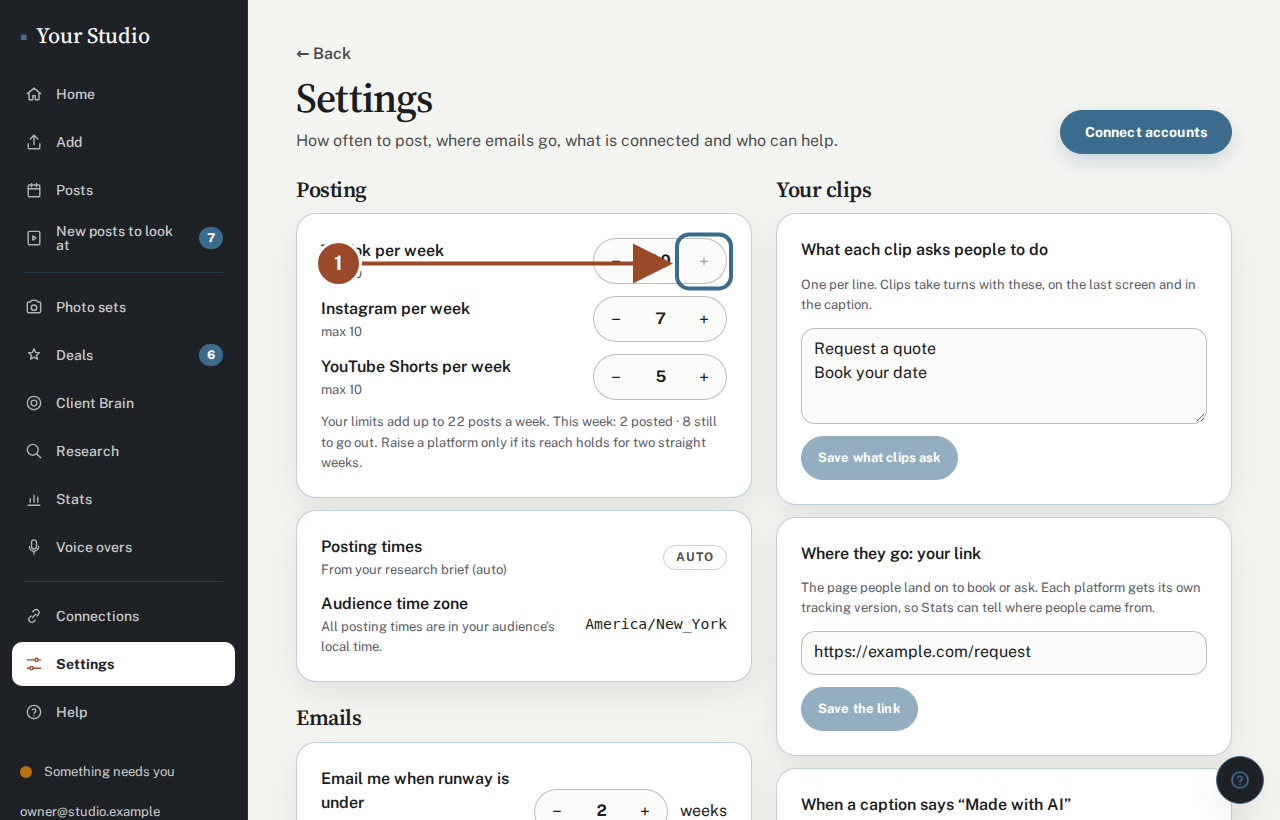 Your Studio
Home
Add
Posts
New posts to look
at
7
Photo sets
Deals
6
Client Brain
Research
Stats
Voice overs
Connections
Settings
Help
Something needs you
owner@studio.example
← Back
Settings
How often to post, where emails go, what is connected and who can help.
Connect accounts
Posting
per week
1
− +
Instagram per week
max 10
− 7 +
YouTube Shorts per week
max 10
− 5 +
Your limits add up to 22 posts a week. This week: 2 posted · 8 still
to go out. Raise a platform only if its reach holds for two straight
weeks.
Posting times
From your research brief (auto)
AUTO
Audience time zone
All posting times are in your audience’s
local time.
America/New_York
Emails
Email me when runway is
under
− 2 + weeks
Your clips
What each clip asks people to do
One per line. Clips take turns with these, on the last screen and in
the caption.
Request a quote
Book your date
Save what clips ask
Where they go: your link
The page people land on to book or ask. Each platform gets its own
tracking version, so Stats can tell where people came from.
https://example.com/request
Save the link
When a caption says “Made with AI”